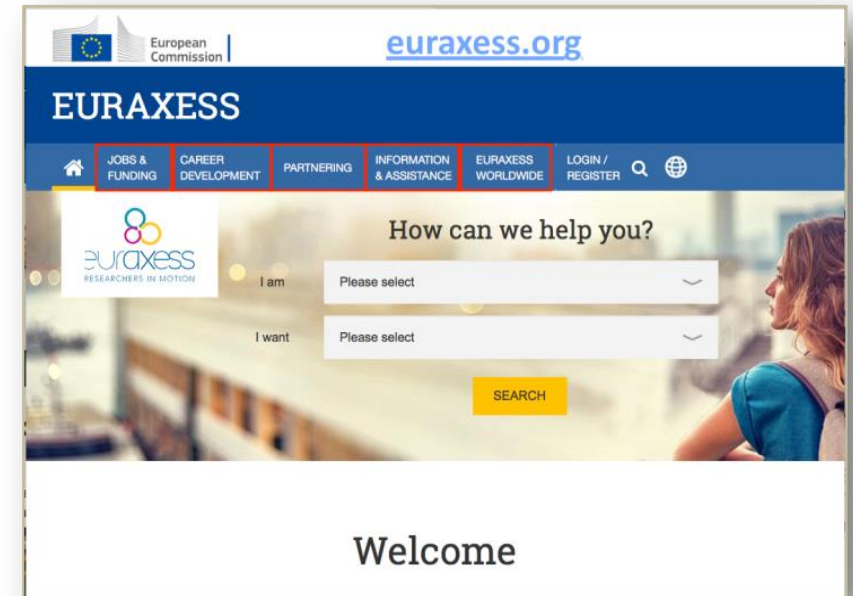 European
Commission
euraxess.org
EURAXESS
JOBS &
FUNDING
CAREER
DEVELOPMENT
PARTNERING
INFORMATION
& ASSISTANCE
EURAXESS
WORLDWIDE
LOGIN /
REGISTER
euraxess
RESEARCHERS IN MOTION
How can we help you?
I am
Please select
I want
Please select
SEARCH
Welcome